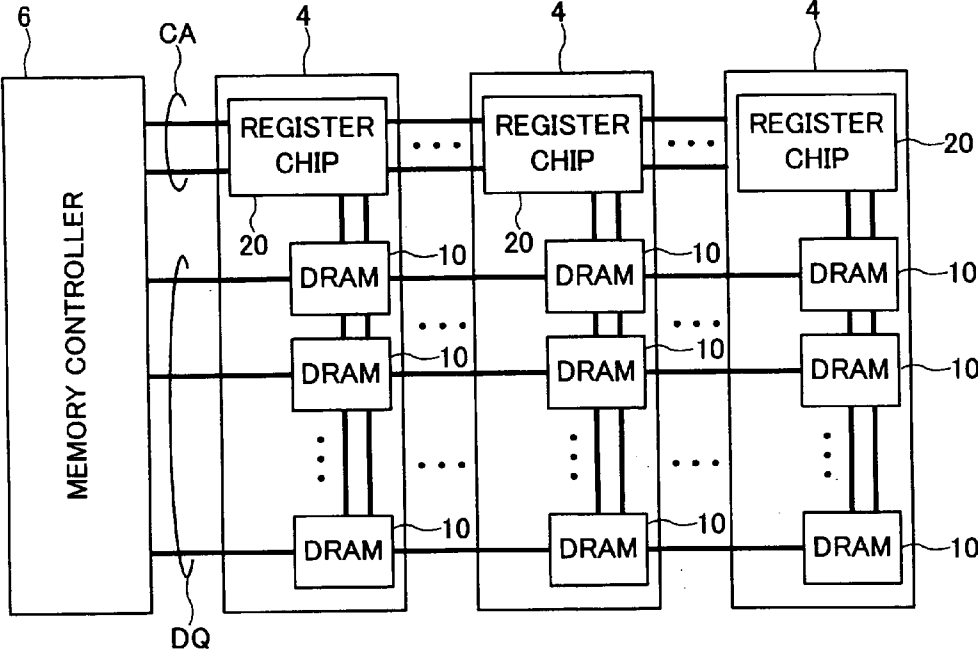 6
CA
4
4
4
REGISTER
CHIP
REGISTER
CHIP
REGISTER
CHIP
20
20
20
MEMORY CONTROLLER
DRAM
10
DRAM
10
DRAM
10
DRAM
10
DRAM
10
DRAM
10
DRAM
10
DRAM
10
DRAM
10
DQ